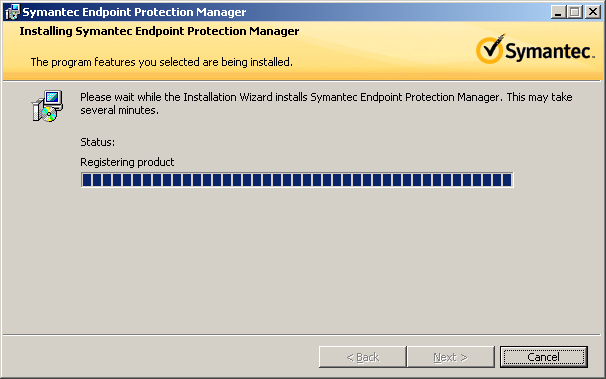 Symantec Endpoint Protection Manager
Installing Symantec Endpoint Protection Manager
The program features you selected are being installed.
Symantec.
Please wait while the Installation Wizard installs Symantec Endpoint Protection Manager. This may take
several minutes.
Status:
Registering product
< Back
Next >
Cancel